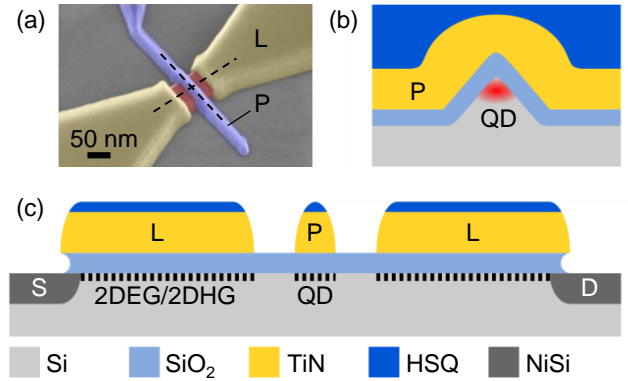 (a)
L
P
50 nm
(b)
P
QD
(c)
L
P
L
S
2DEG/2DHG
QD
D
Si
SiO₂
TiN
HSQ
NiSi